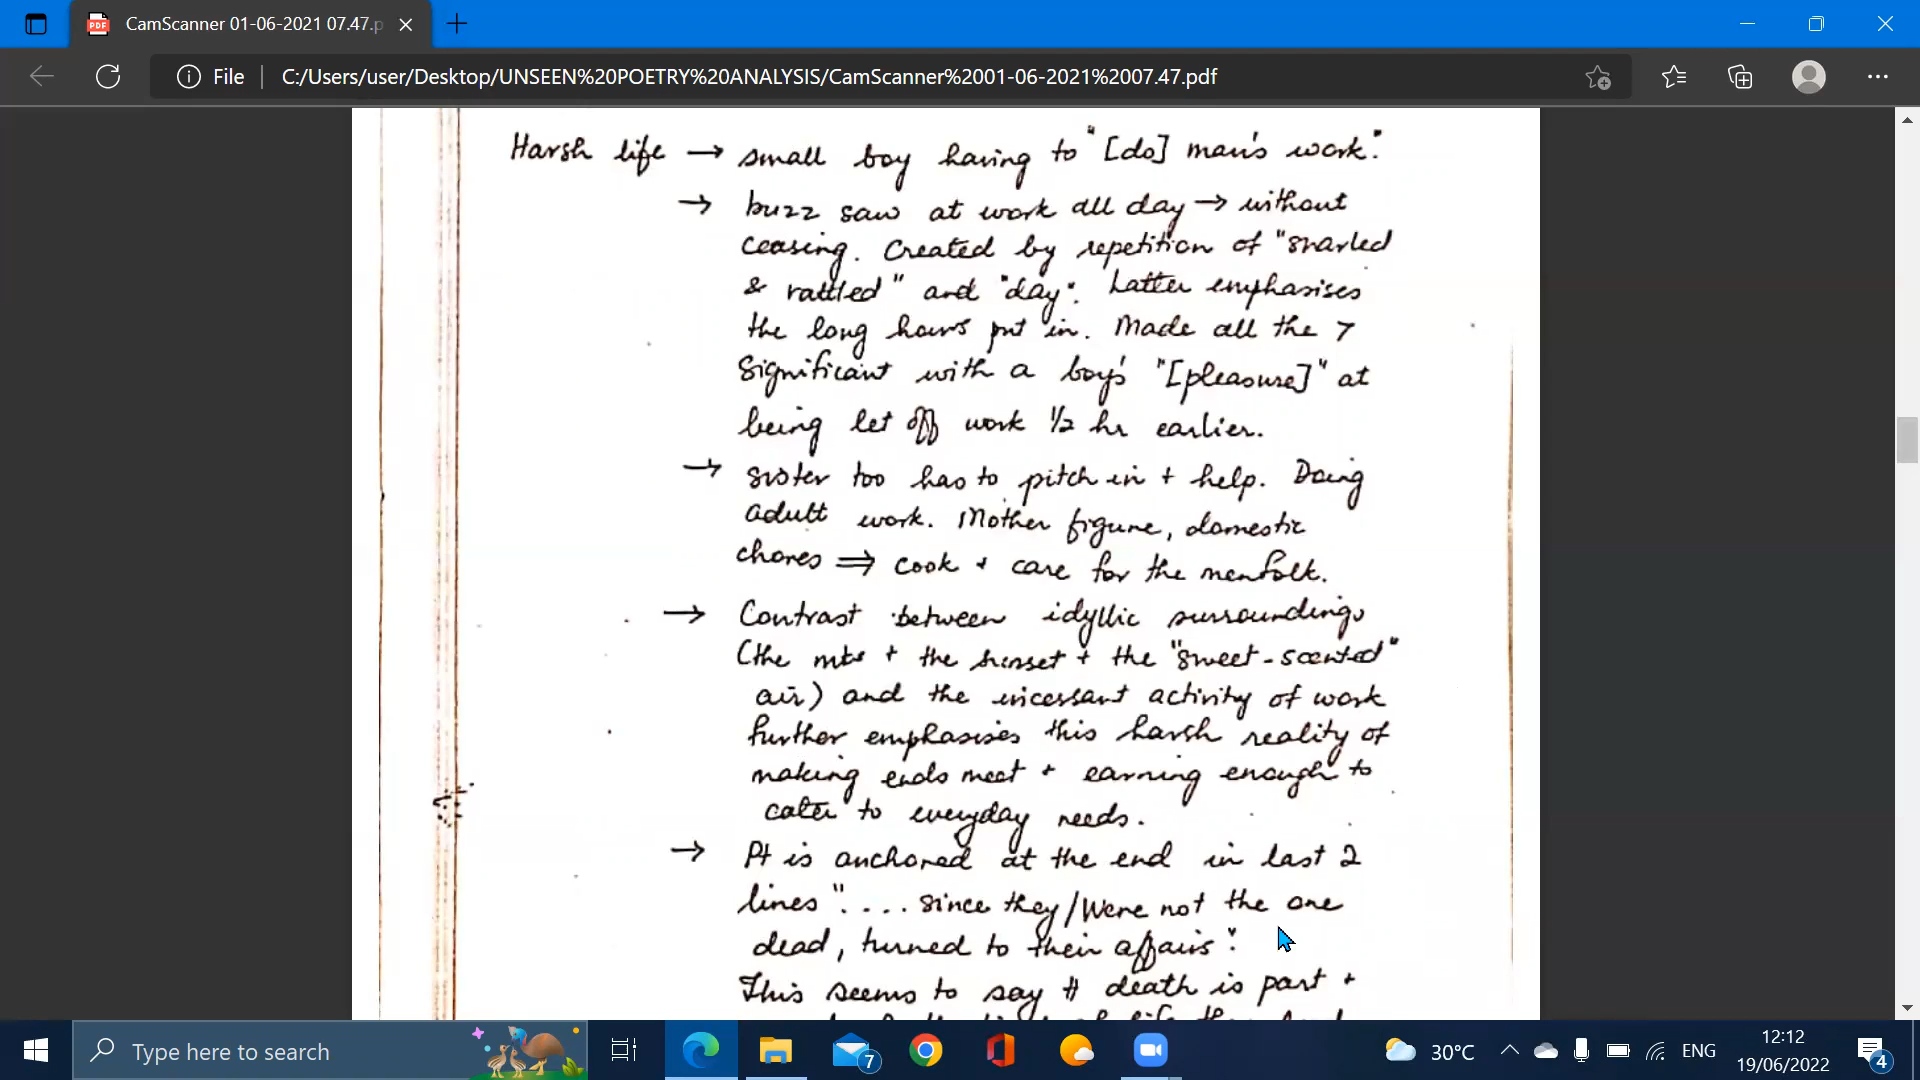 CamScanner 01-06-2021 07.47.p
File
C:/Users/user/Desktop/UNSEEN%20POETRY%20ANALYSIS/CamScanner%2001-06-2021%2007.47.pdf
Harsh life → small boy having to "[do] man's work."
→ buzz saw at work all day → without
ceasing. Created by repetition of "snarled
& rattled" and "day". Latter emphasises
the long hours put in. Made all the >
significant with a boy's "[pleasure]" at
being let off work 1/2 hr earlier.
→ sister too has to pitch in + help. Doing
adult work. Mother figure, domestic
chores ⇒ cook + care for the menfolk.
→ Contrast between idyllic surroundings
(the mts + the sunset + the "sweet-scented"
air) and the incessant activity of work
further emphasises this harsh reality of
making ends meet + earning enough to
cater to everyday needs.
→ Pt is anchored at the end in last 2
lines ".... since they/Were not the one
dead, turned to their affairs".
This seems to say # death is part +
Type here to search
7
30°C
ENG
12:12
19/06/2022
4